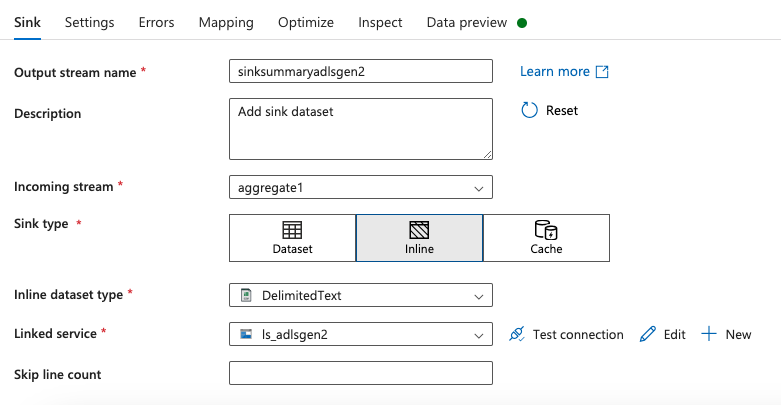 Sink Settings Errors Mapping Optimize Inspect Data preview
Output stream name * sinksummaryadlsgen2 Learn more
Description Add sink dataset Reset
Incoming stream * aggregate1
Sink type * Dataset Inline Cache
Inline dataset type * DelimitedText
Linked service * ls_adlsgen2 Test connection Edit New
Skip line count